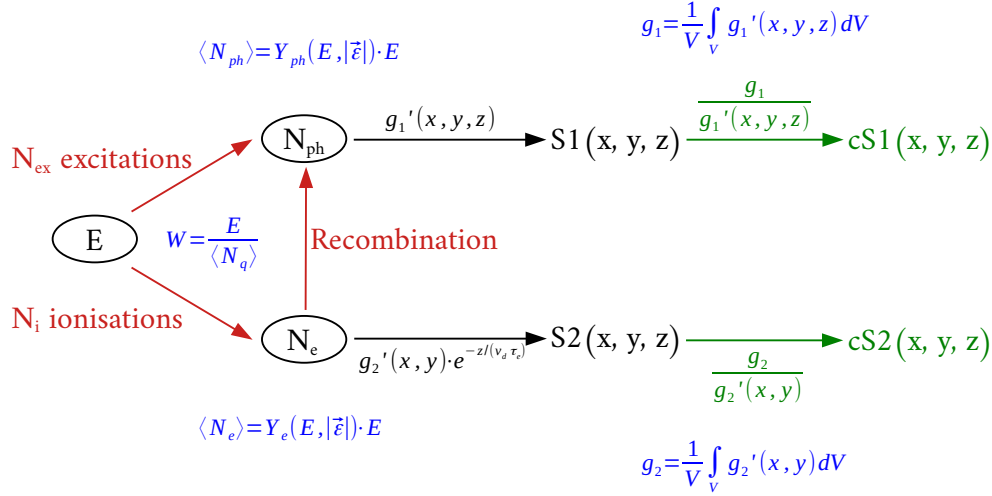 g₁=1/V ∫_V g₁'(x,y,z)dV
⟨N_ph⟩=Y_ph(E,|ε⃗|)·E
g₁/g₁'(x,y,z)
N_ph
g₁'(x,y,z)
S1(x, y, z)
cS1(x, y, z)
N_ex excitations
E
W=E/⟨N_q⟩
Recombination
N_i ionisations
N_e
g₂'(x,y)·e^{-z/(v_d τ_e)}
S2(x, y, z)
cS2(x, y, z)
g₂/g₂'(x,y)
⟨N_e⟩=Y_e(E,|ε⃗|)·E
g₂=1/V ∫_V g₂'(x,y)dV